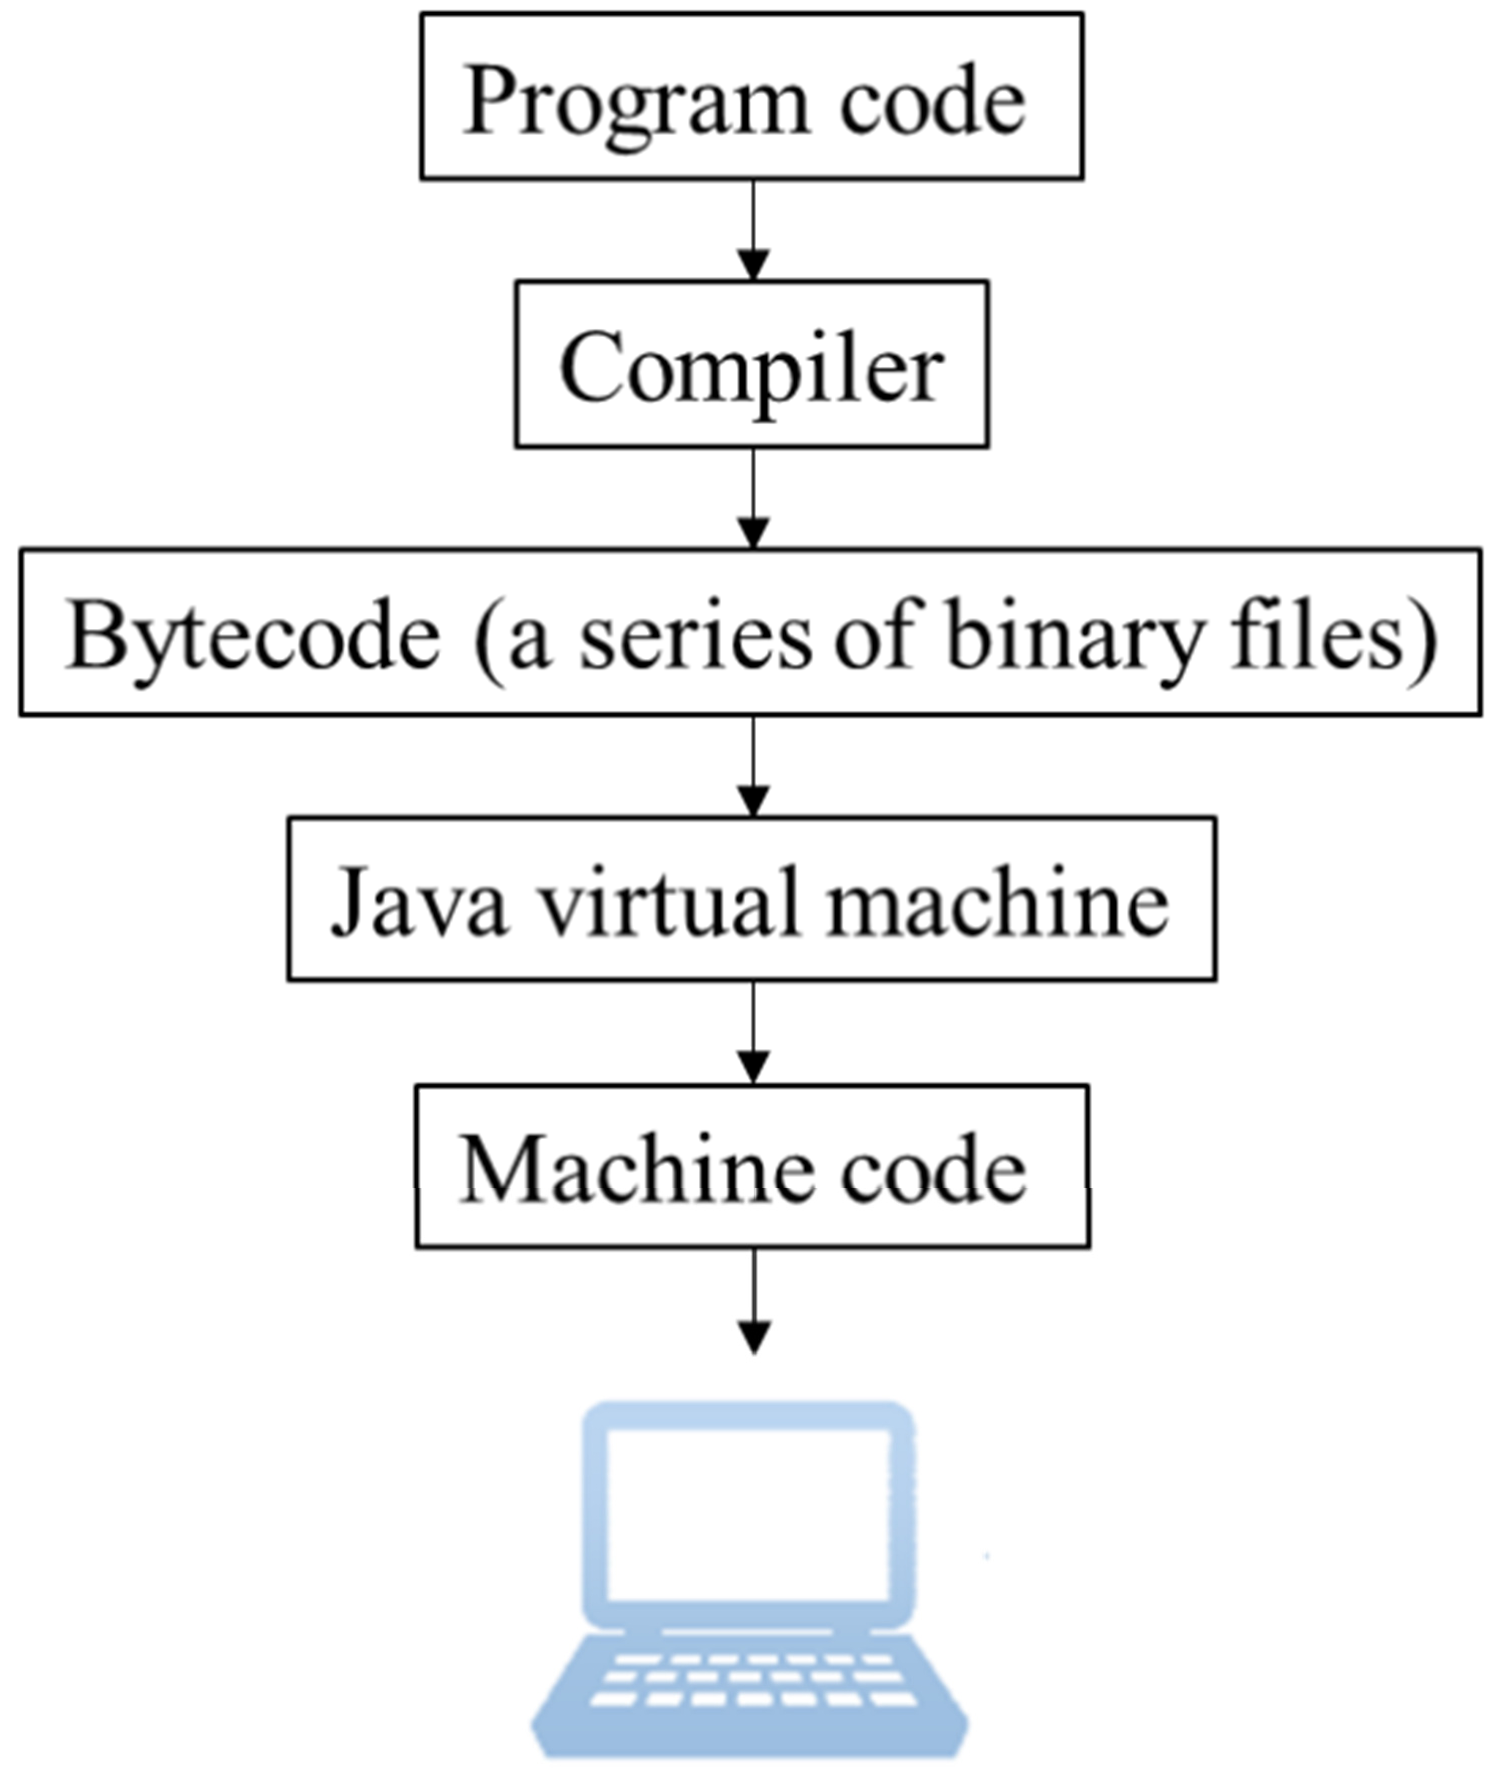 Program code
Compiler
Bytecode (a series of binary files)
Java virtual machine
Machine code